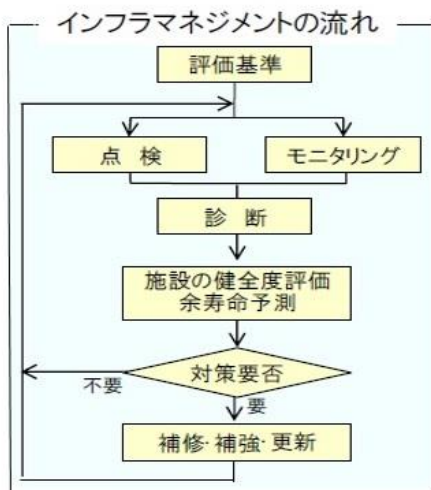 インフラマネジメントの流れ
評価基準
点 検
モニタリング
診 断
施設の健全度評価
余寿命予測
対策要否
不要
要
補修・補強・更新